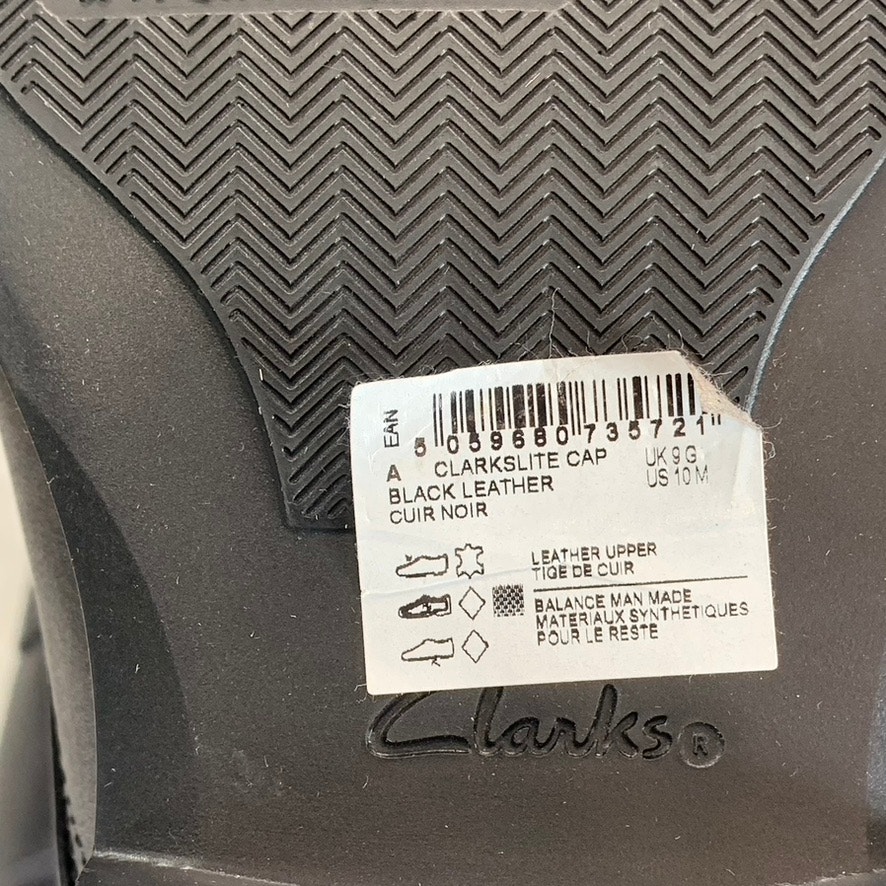 EAN
5 059680 735721
A CLARKSLITE CAP UK 9 G
BLACK LEATHER US 10 M
CUIR NOIR
LEATHER UPPER
TIGE DE CUIR
BALANCE MAN MADE
MATERIAUX SYNTHETIQUES
POUR LE RESTE
Clarks®